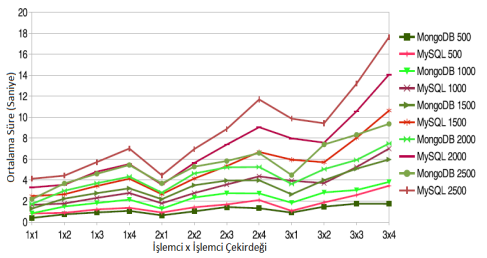 20
18
16
14
12
10
8
6
4
2
0
Ortalama Süre (Saniye)
1x1 1x2 1x3 1x4 2x1 2x2 2x3 2x4 3x1 3x2 3x3 3x4
İşlemci x İşlemci Çekirdeği
MongoDB 500
MySQL 500
MongoDB 1000
MySQL 1000
MongoDB 1500
MySQL 1500
MongoDB 2000
MySQL 2000
MongoDB 2500
MySQL 2500